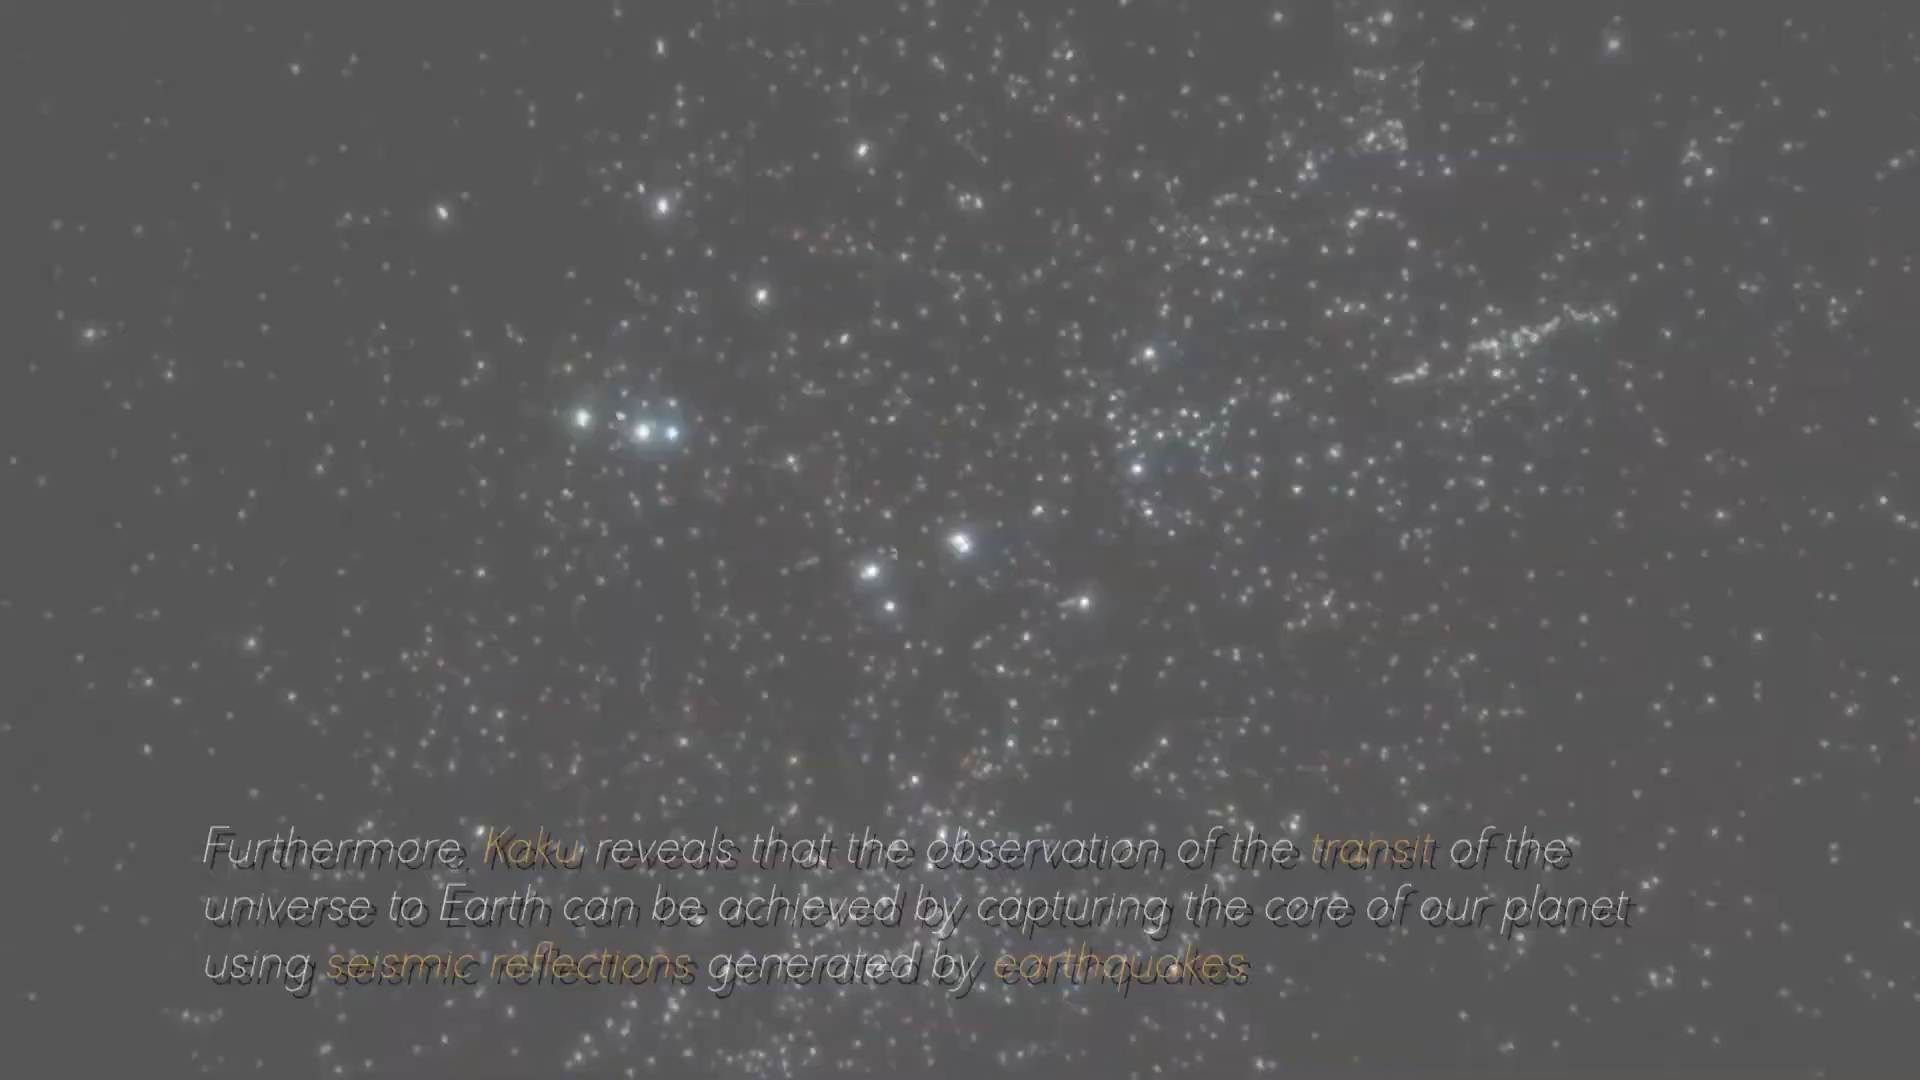 Furthermore, Kaku reveals that the observation of the transit of the
universe to Earth can be achieved by capturing the core of our planet
using seismic reflections generated by earthquakes